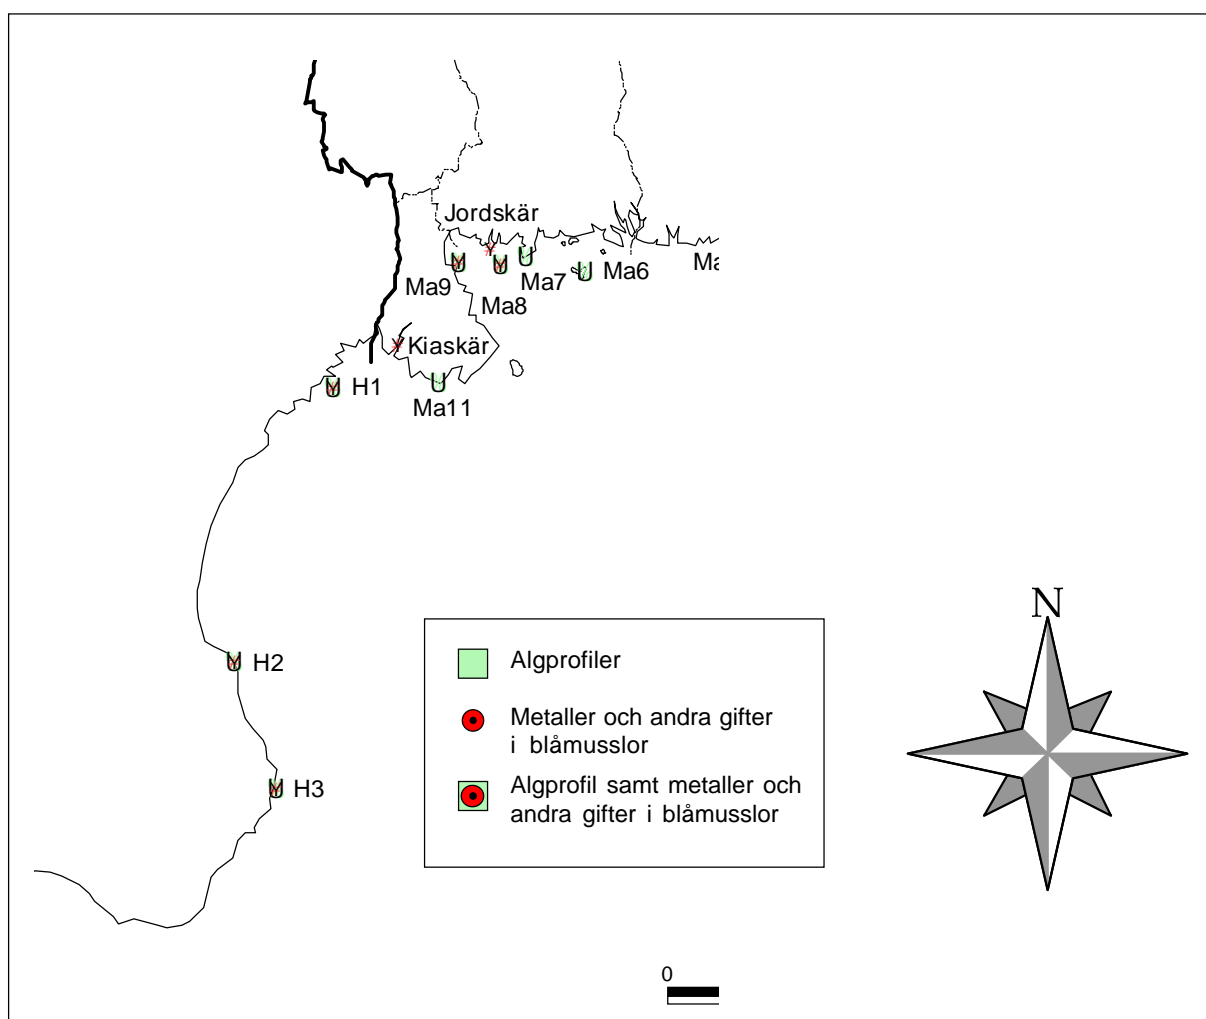 Jordskär
Ma9
Ma8
Ma7
Ma6
Ma
Kiaskär
H1
Ma11
H2
H3
N
Algprofiler
Metaller och andra gifter
i blåmusslor
Algprofil samt metaller och
andra gifter i blåmusslor
0